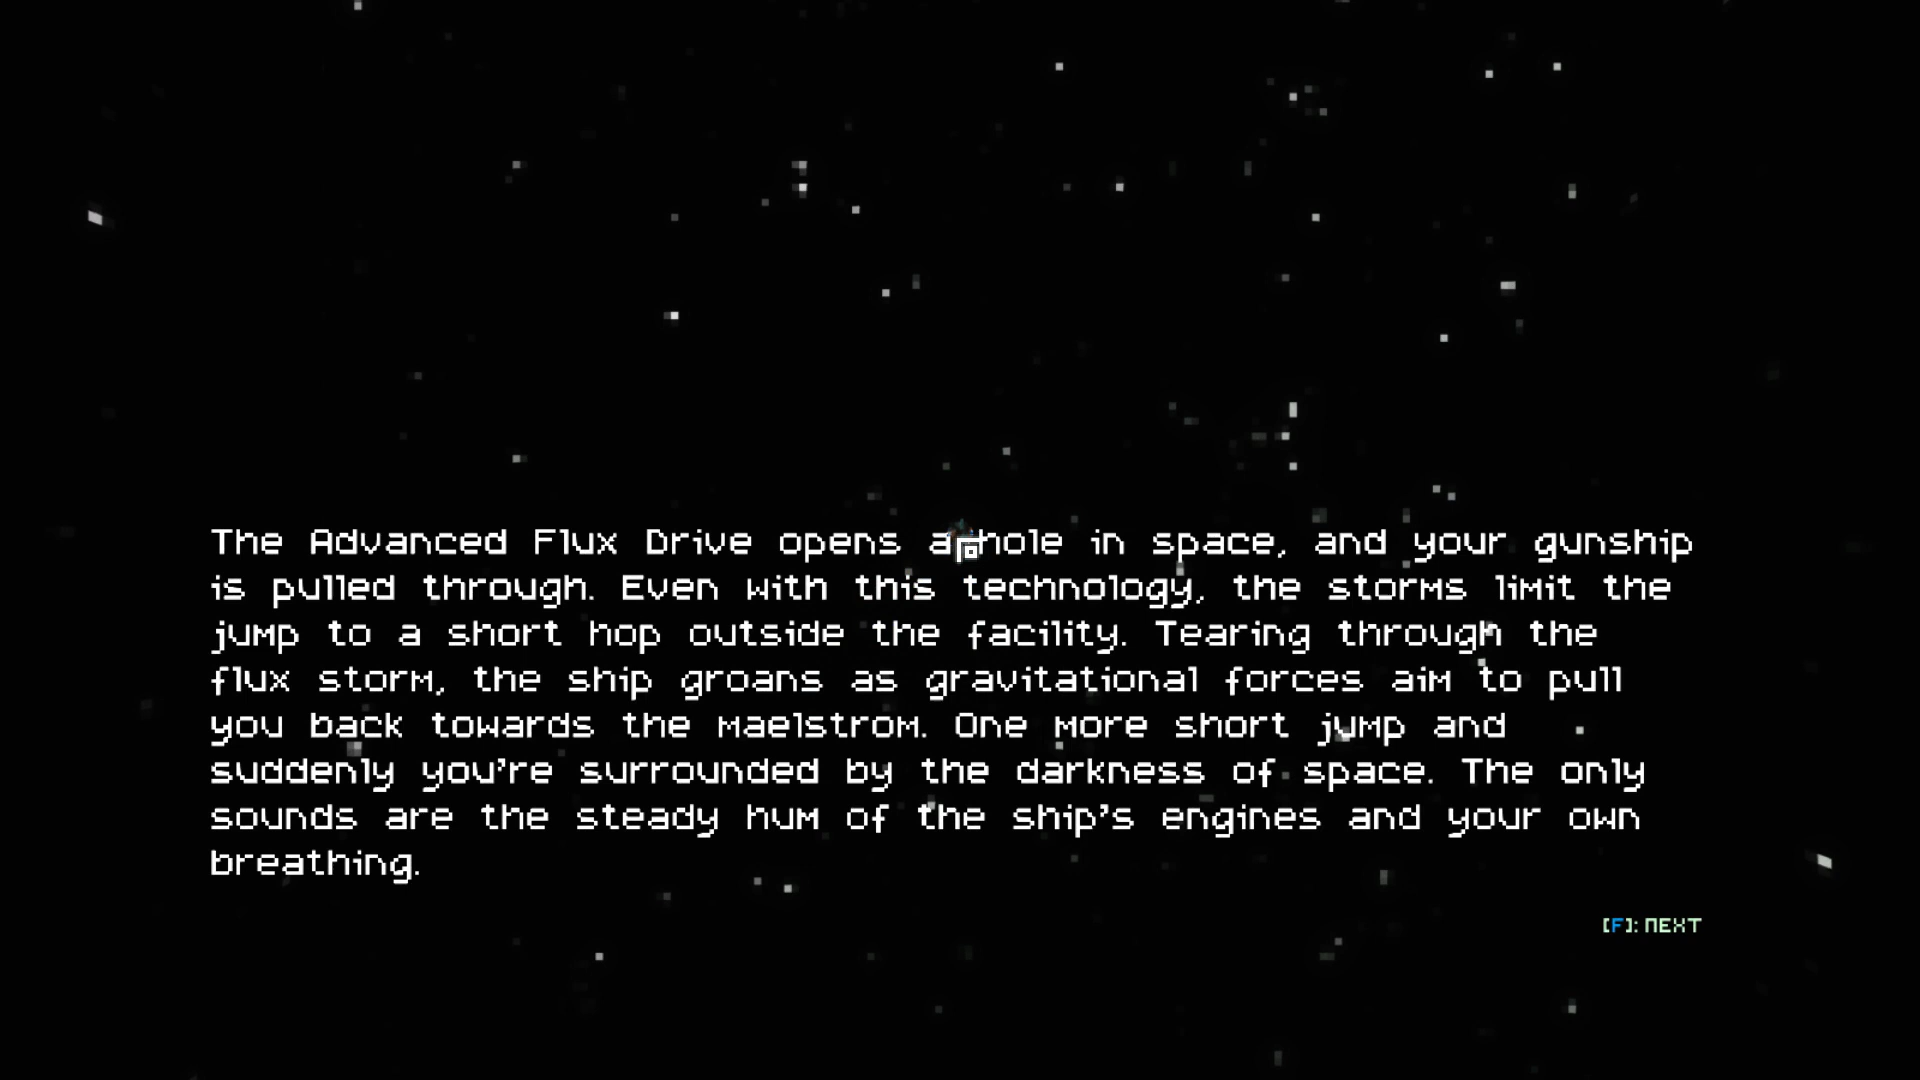 The Advanced Flux Drive opens a hole in space, and your gunship
is pulled through. Even with this technology, the storms limit the
jump to a short hop outside the facility. Tearing through the
flux storm, the ship groans as gravitational forces aim to pull
you back towards the maelstrom. One more short jump and
suddenly you're surrounded by the darkness of space. The only
sounds are the steady hum of the ship's engines and your own
breathing.
[F]: NEXT